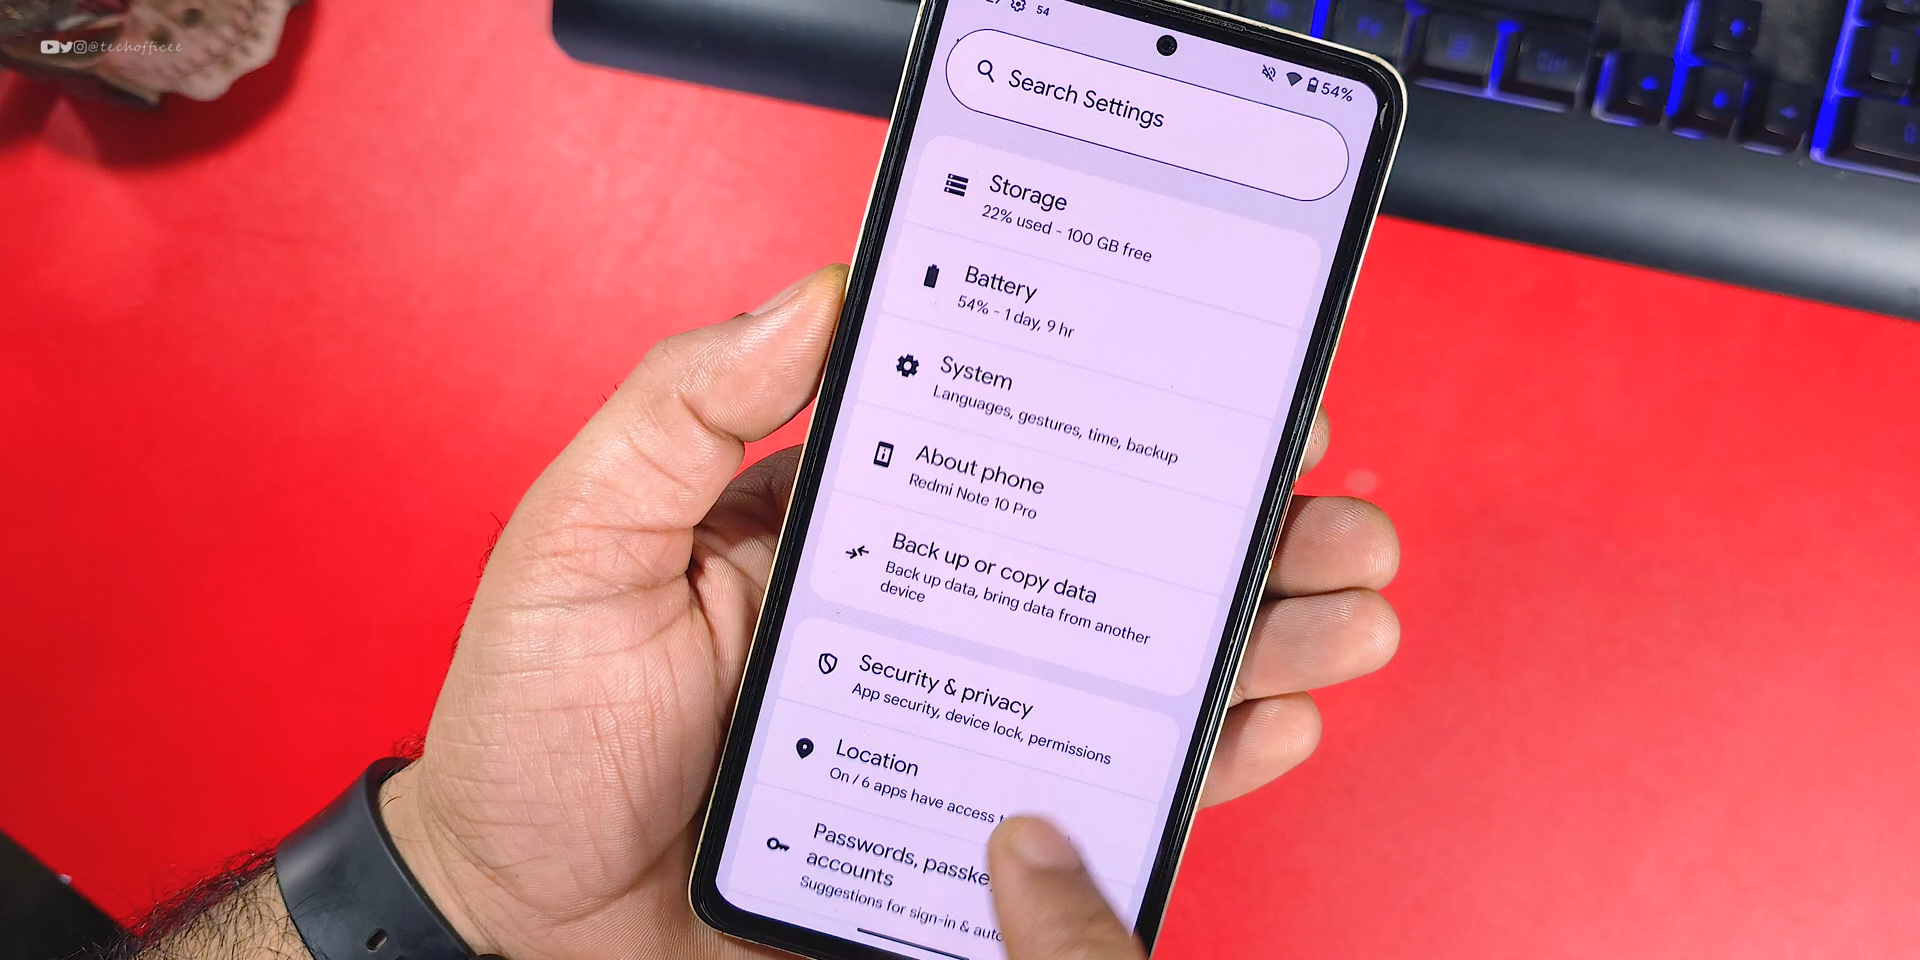 @techofficee
54
54%
Search Settings
Storage
22% used - 100 GB free
Battery
54% - 1 day, 9 hr
System
Languages, gestures, time, backup
About phone
Redmi Note 10 Pro
Back up or copy data
Back up data, bring data from another
device
Security & privacy
App security, device lock, permissions
Location
On / 6 apps have access
Passwords,
accounts
Suggestions for sign-in &